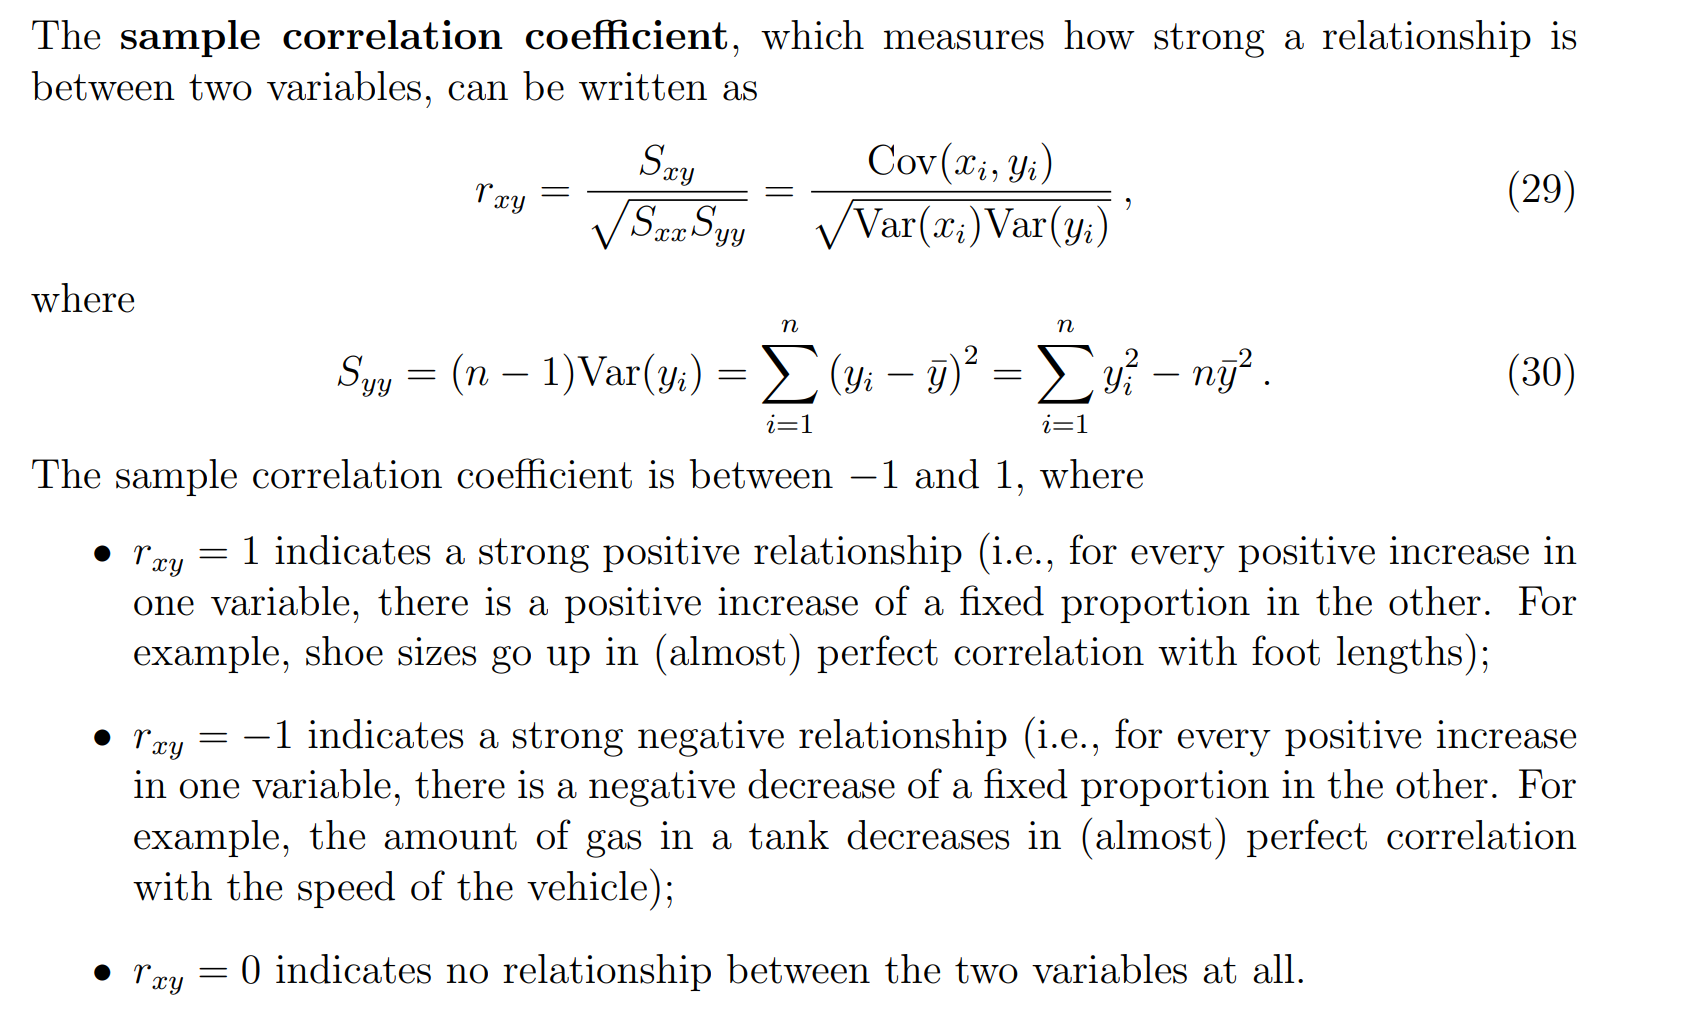 The sample correlation coefficient, which measures how strong a relationship is
between two variables, can be written as
r_{xy} = \frac{S_{xy}}{\sqrt{S_{xx}S_{yy}}} = \frac{Cov(x_i, y_i)}{\sqrt{Var(x_i)Var(y_i)}} , (29)
where
S_{yy} = (n − 1)Var(y_i) = \sum_{i=1}^{n} (y_i − \bar{y})^2 = \sum_{i=1}^{n} y_i^2 − n\bar{y}^2 . (30)
The sample correlation coefficient is between −1 and 1, where
• r_{xy} = 1 indicates a strong positive relationship (i.e., for every positive increase in
one variable, there is a positive increase of a fixed proportion in the other. For
example, shoe sizes go up in (almost) perfect correlation with foot lengths);
• r_{xy} = −1 indicates a strong negative relationship (i.e., for every positive increase
in one variable, there is a negative decrease of a fixed proportion in the other. For
example, the amount of gas in a tank decreases in (almost) perfect correlation
with the speed of the vehicle);
• r_{xy} = 0 indicates no relationship between the two variables at all.